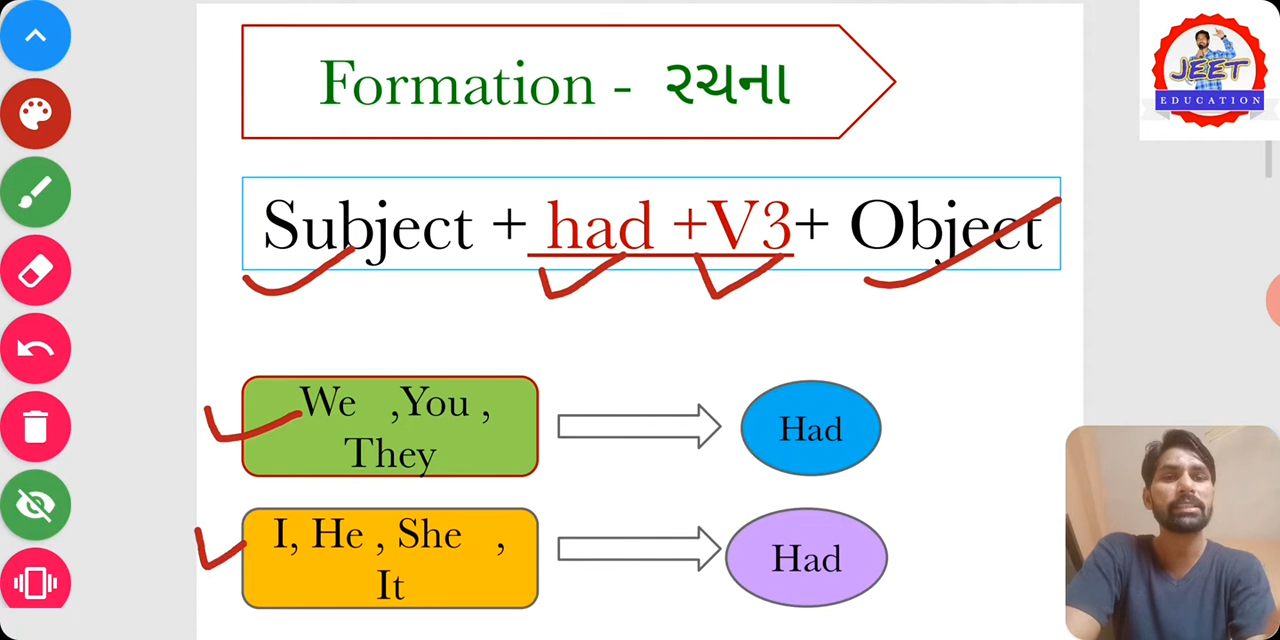 Formation - રચના
JEET
EDUCATION
Subject + had +V3+ Object
We ,You ,
They
Had
I, He , She ,
It
Had